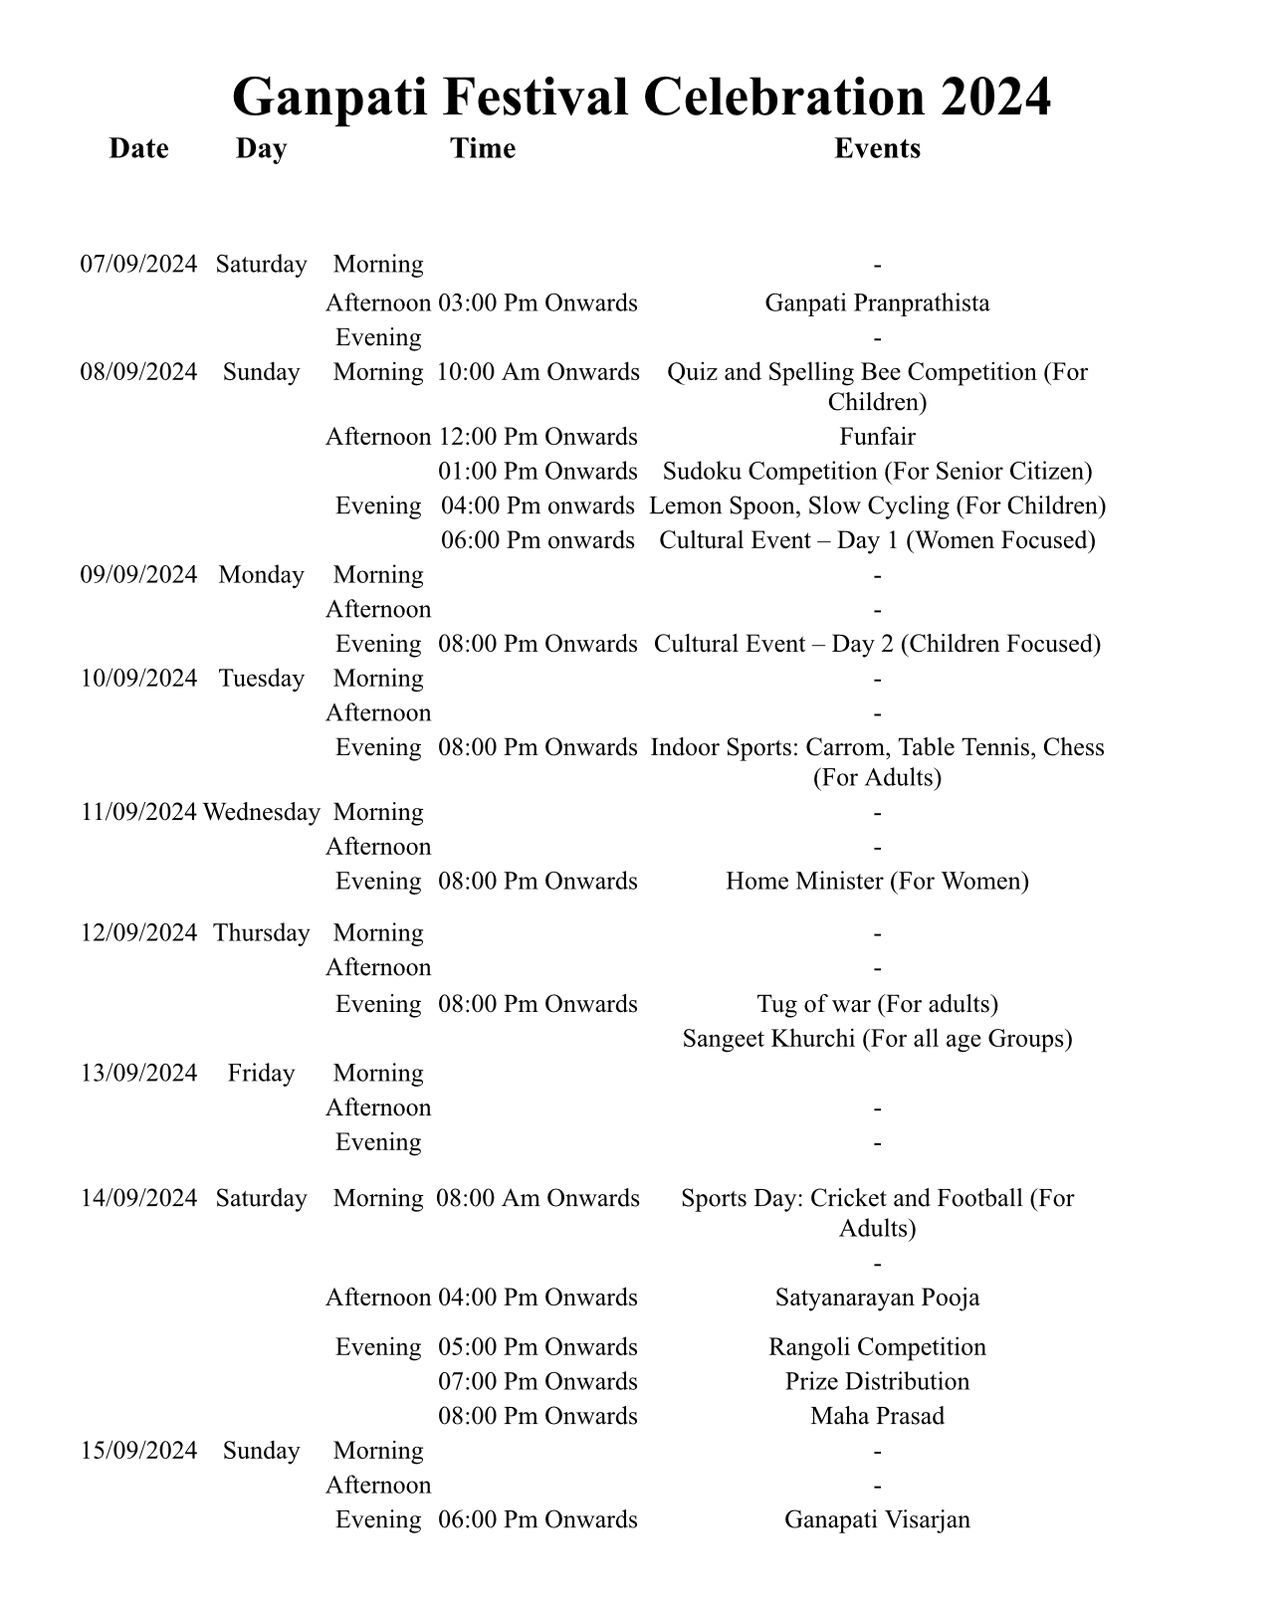 Ganpati Festival Celebration 2024
Date Day Time Events
07/09/2024 Saturday Morning -
Afternoon 03:00 Pm Onwards Ganpati Pranprathista
Evening -
08/09/2024 Sunday Morning 10:00 Am Onwards Quiz and Spelling Bee Competition (For
Children)
Afternoon 12:00 Pm Onwards Funfair
01:00 Pm Onwards Sudoku Competition (For Senior Citizen)
Evening 04:00 Pm onwards Lemon Spoon, Slow Cycling (For Children)
06:00 Pm onwards Cultural Event – Day 1 (Women Focused)
09/09/2024 Monday Morning -
Afternoon -
Evening 08:00 Pm Onwards Cultural Event – Day 2 (Children Focused)
10/09/2024 Tuesday Morning -
Afternoon -
Evening 08:00 Pm Onwards Indoor Sports: Carrom, Table Tennis, Chess
(For Adults)
11/09/2024 Wednesday Morning -
Afternoon -
Evening 08:00 Pm Onwards Home Minister (For Women)
12/09/2024 Thursday Morning -
Afternoon -
Evening 08:00 Pm Onwards Tug of war (For adults)
Sangeet Khurchi (For all age Groups)
13/09/2024 Friday Morning
Afternoon -
Evening -
14/09/2024 Saturday Morning 08:00 Am Onwards Sports Day: Cricket and Football (For
Adults)
-
Afternoon 04:00 Pm Onwards Satyanarayan Pooja
Evening 05:00 Pm Onwards Rangoli Competition
07:00 Pm Onwards Prize Distribution
08:00 Pm Onwards Maha Prasad
15/09/2024 Sunday Morning -
Afternoon -
Evening 06:00 Pm Onwards Ganapati Visarjan